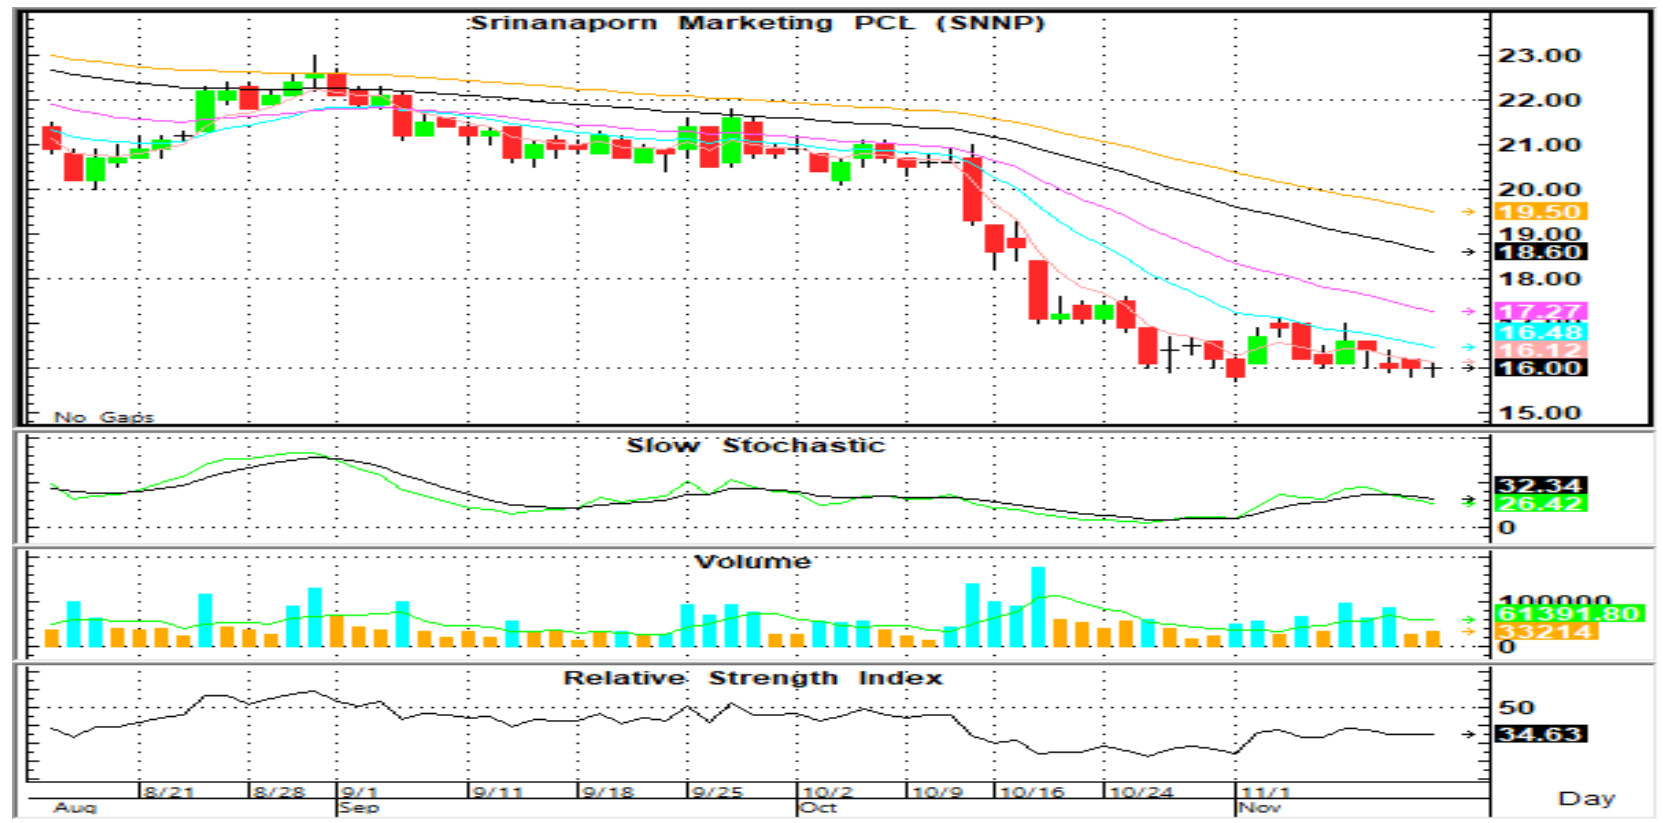 Srinanaporn Marketing PCL (SNNP)
23.00
22.00
21.00
20.00
19.50
19.00
18.60
18.00
17.27
16.48
16.12
16.00
15.00
No Gaps
Slow Stochastic
32.34
26.42
0
Volume
100000
61391.80
33214
0
Relative Strength Index
50
34.63
8/21 8/28 9/1 9/11 9/18 9/25 10/2 10/9 10/16 10/24 11/1
Aug Sep Oct Nov
Day